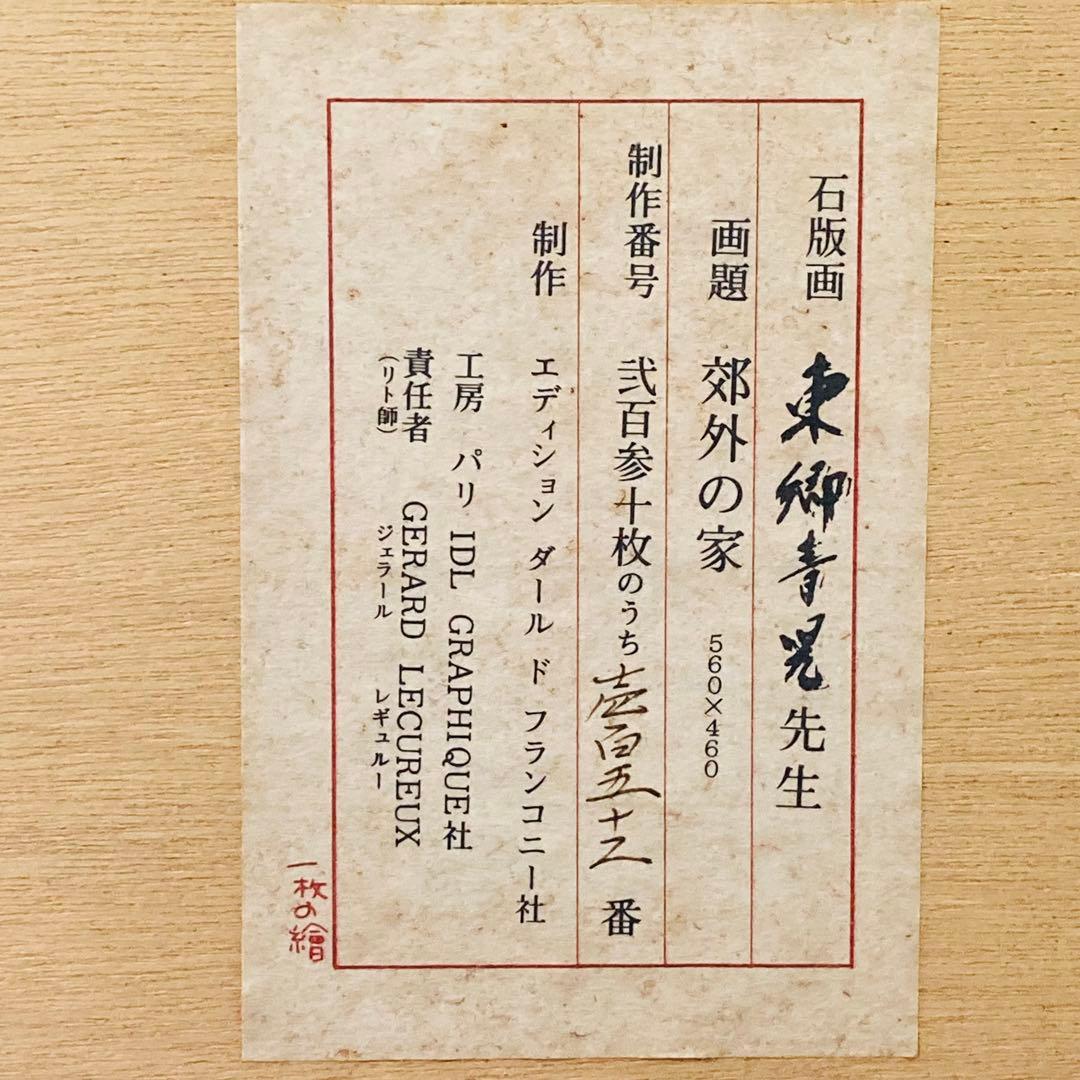 石版画 東郷青児先生
画題 郊外の家 560×460
制作番号 弐百参十枚のうち壱百五十二番
制作 エディション ダール ド フランコニー社
工房 パリ IDL GRAPHIQUE社
責任者 GERARD LECUREUX
(リト師) ジェラール レギュルー
一枚の繪